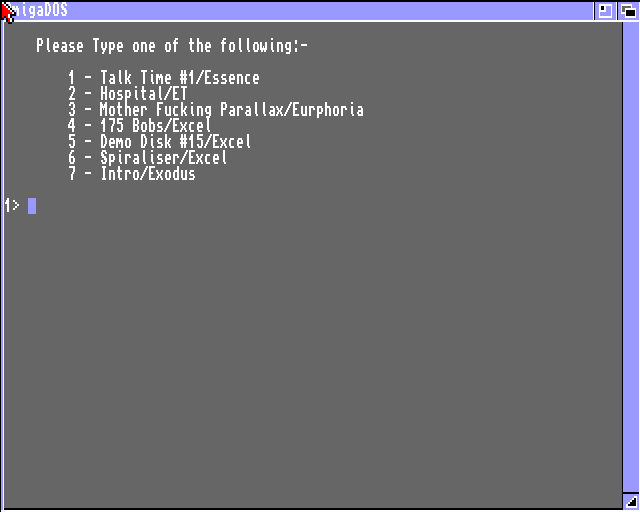 migaDOS
Please Type one of the following:-
1 - Talk Time #1/Essence
2 - Hospital/ET
3 - Mother Fucking Parallax/Eurphoria
4 - 175 Bobs/Excel
5 - Demo Disk #15/Excel
6 - Spiraliser/Excel
7 - Intro/Exodus
1>